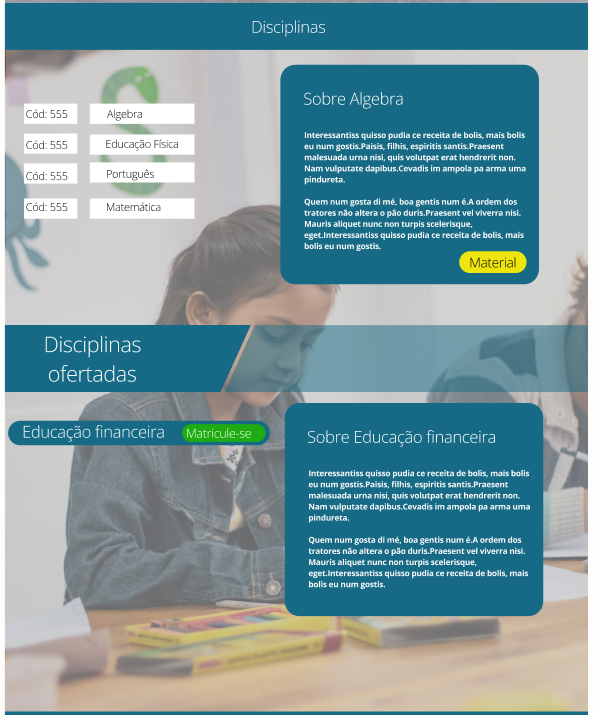 Disciplinas
Cód: 555 Algebra
Cód: 555 Educação Física
Cód: 555 Português
Cód: 555 Matemática
Sobre Algebra
Interessantiss quisso pudia ce receita de bolis, mais bolis
eu num gostis.Paisis, filhis, espiritis santis.Praesent
malesuada urna nisi, quis volutpat erat hendrerit non.
Nam vulputate dapibus.Cevadis im ampola pa arma uma
pindureta.
Quem num gosta di mé, boa gentis num é.A ordem dos
tratores não altera o pão duris.Praesent vel viverra nisi.
Mauris aliquet nunc non turpis scelerisque,
eget.Interessantiss quisso pudia ce receita de bolis, mais
bolis eu num gostis.
Material
Disciplinas
ofertadas
Educação financeira Matricule-se
Sobre Educação financeira
Interessantiss quisso pudia ce receita de bolis, mais bolis
eu num gostis.Paisis, filhis, espiritis santis.Praesent
malesuada urna nisi, quis volutpat erat hendrerit non.
Nam vulputate dapibus.Cevadis im ampola pa arma uma
pindureta.
Quem num gosta di mé, boa gentis num é.A ordem dos
tratores não altera o pão duris.Praesent vel viverra nisi.
Mauris aliquet nunc non turpis scelerisque,
eget.Interessantiss quisso pudia ce receita de bolis, mais
bolis eu num gostis.